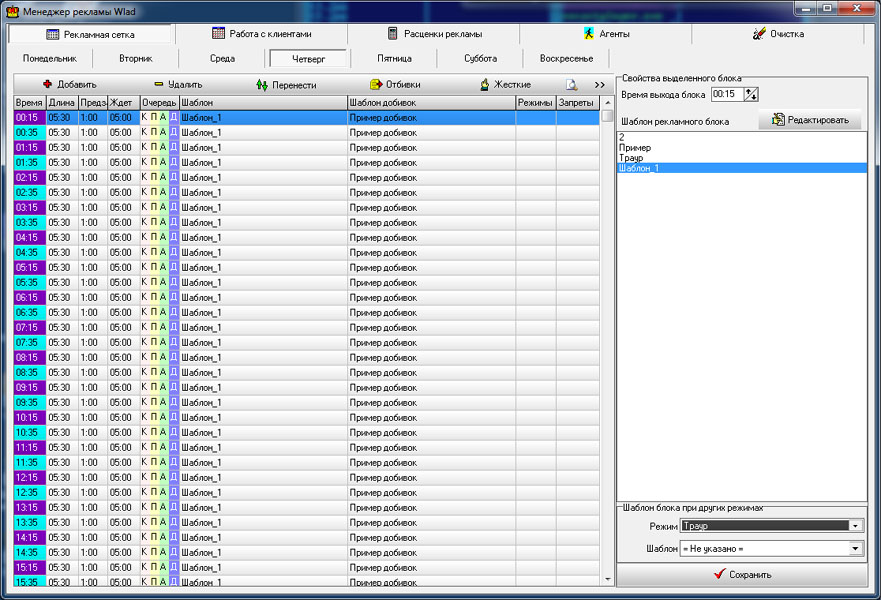 Менеджер рекламы Wlad
Рекламная сетка Работа с клиентами Расценки рекламы Агенты Очистка
Понедельник Вторник Среда Четверг Пятница Суббота Воскресенье
Добавить Удалить Перенести Отбивки Жесткие >>
Время Длина Предз Ждет Очередь Шаблон Шаблон добивок Режимы Запреты
00:15 05:30 1:00 05:00 К П А Д Шаблон_1 Пример добивок
00:35 05:30 1:00 05:00 К П А Д Шаблон_1 Пример добивок
01:15 05:30 1:00 05:00 К П А Д Шаблон_1 Пример добивок
01:35 05:30 1:00 05:00 К П А Д Шаблон_1 Пример добивок
02:15 05:30 1:00 05:00 К П А Д Шаблон_1 Пример добивок
02:35 05:30 1:00 05:00 К П А Д Шаблон_1 Пример добивок
03:15 05:30 1:00 05:00 К П А Д Шаблон_1 Пример добивок
03:35 05:30 1:00 05:00 К П А Д Шаблон_1 Пример добивок
04:15 05:30 1:00 05:00 К П А Д Шаблон_1 Пример добивок
04:35 05:30 1:00 05:00 К П А Д Шаблон_1 Пример добивок
05:15 05:30 1:00 05:00 К П А Д Шаблон_1 Пример добивок
05:35 05:30 1:00 05:00 К П А Д Шаблон_1 Пример добивок
06:15 05:30 1:00 05:00 К П А Д Шаблон_1 Пример добивок
06:35 05:30 1:00 05:00 К П А Д Шаблон_1 Пример добивок
07:15 05:30 1:00 05:00 К П А Д Шаблон_1 Пример добивок
07:35 05:30 1:00 05:00 К П А Д Шаблон_1 Пример добивок
08:15 05:30 1:00 05:00 К П А Д Шаблон_1 Пример добивок
08:35 05:30 1:00 05:00 К П А Д Шаблон_1 Пример добивок
09:15 05:30 1:00 05:00 К П А Д Шаблон_1 Пример добивок
09:35 05:30 1:00 05:00 К П А Д Шаблон_1 Пример добивок
10:15 05:30 1:00 05:00 К П А Д Шаблон_1 Пример добивок
10:35 05:30 1:00 05:00 К П А Д Шаблон_1 Пример добивок
11:15 05:30 1:00 05:00 К П А Д Шаблон_1 Пример добивок
11:35 05:30 1:00 05:00 К П А Д Шаблон_1 Пример добивок
12:15 05:30 1:00 05:00 К П А Д Шаблон_1 Пример добивок
12:35 05:30 1:00 05:00 К П А Д Шаблон_1 Пример добивок
13:15 05:30 1:00 05:00 К П А Д Шаблон_1 Пример добивок
13:35 05:30 1:00 05:00 К П А Д Шаблон_1 Пример добивок
14:15 05:30 1:00 05:00 К П А Д Шаблон_1 Пример добивок
14:35 05:30 1:00 05:00 К П А Д Шаблон_1 Пример добивок
15:15 05:30 1:00 05:00 К П А Д Шаблон_1 Пример добивок
15:35 05:30 1:00 05:00 К П А Д Шаблон_1 Пример добивок
Свойства выделенного блока
Время выхода блока 00:15
Шаблон рекламного блока Редактировать
2
Пример
Траур
Шаблон_1
Шаблон блока при других режимах
Режим Траур
Шаблон = Не указано =
Сохранить